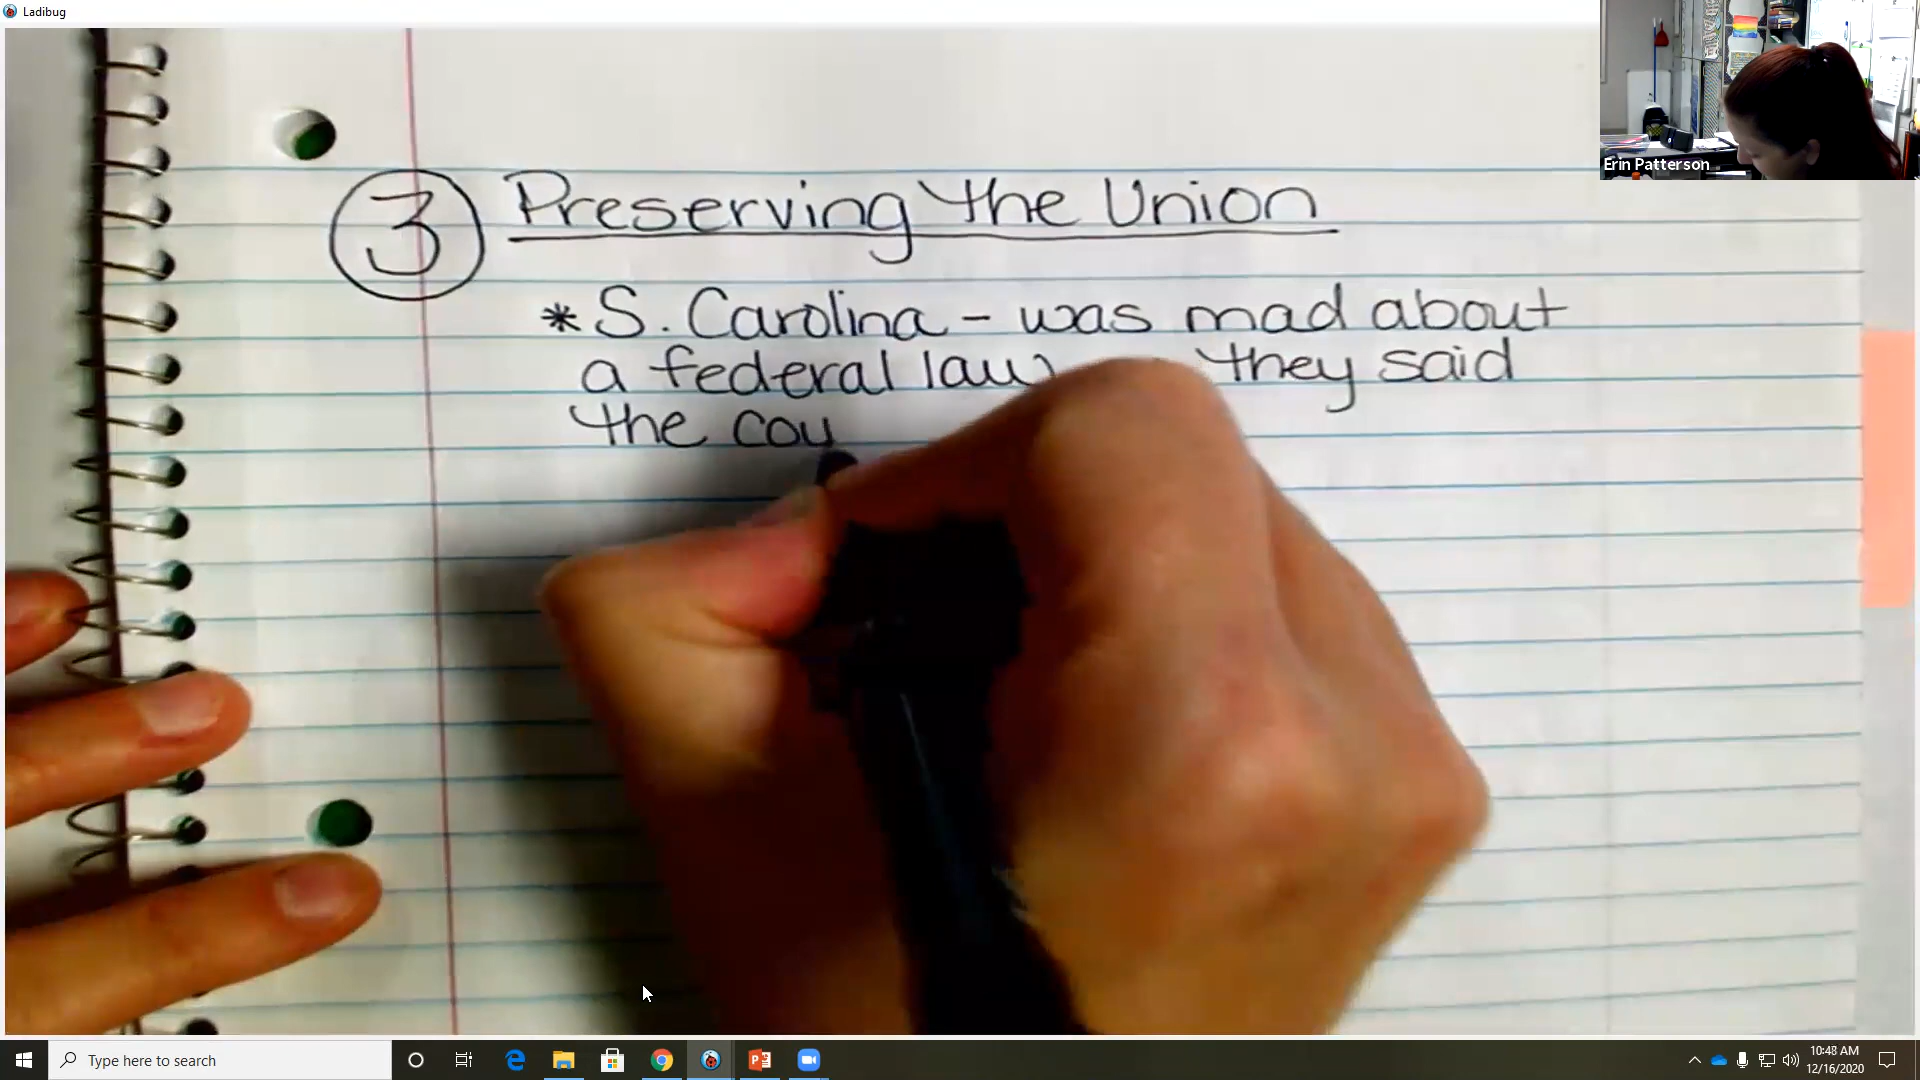 Ladibug
Erin Patterson
3 Preserving the Union
* S. Carolina - was mad about
a federal law they said
the cou
Type here to search
10:48 AM
12/16/2020